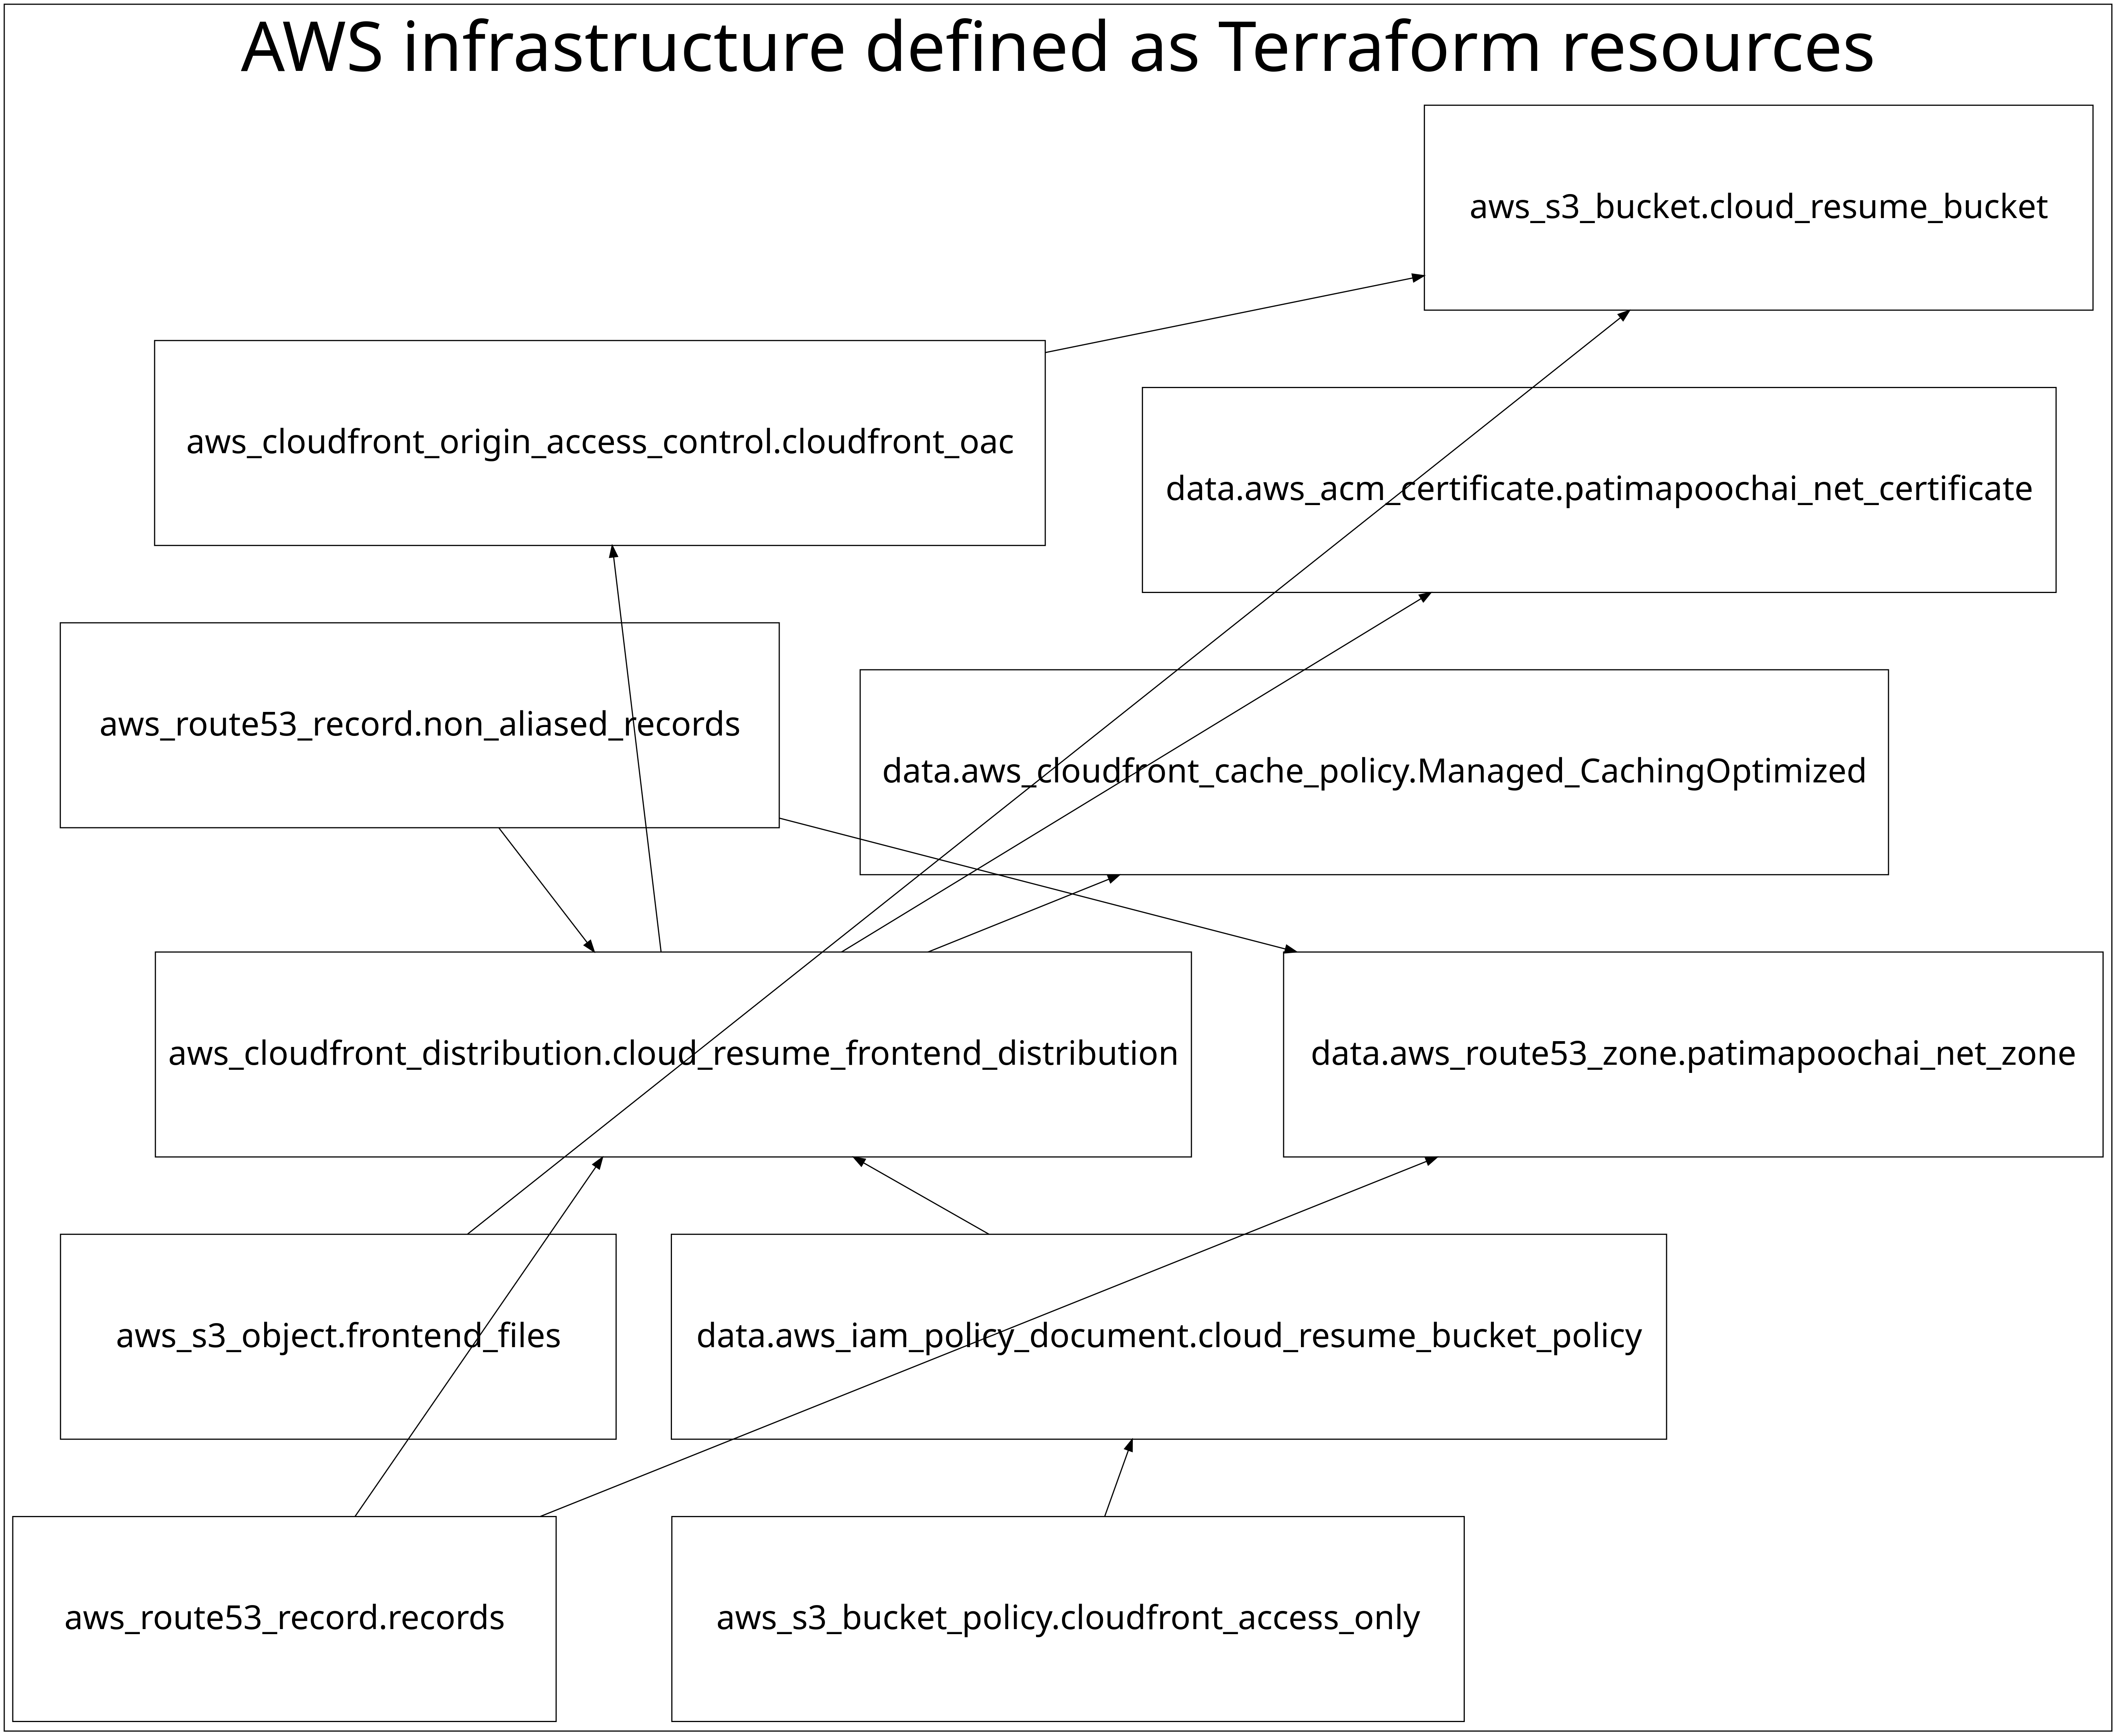 AWS infrastructure defined as Terraform resources
aws_s3_bucket.cloud_resume_bucket
aws_cloudfront_origin_access_control.cloudfront_oac
data.aws_acm_certificate.patimapoochai_net_certificate
aws_route53_record.non_aliased_records
data.aws_cloudfront_cache_policy.Managed_CachingOptimized
aws_cloudfront_distribution.cloud_resume_frontend_distribution
data.aws_route53_zone.patimapoochai_net_zone
aws_s3_object.frontend_files
data.aws_iam_policy_document.cloud_resume_bucket_policy
aws_route53_record.records
aws_s3_bucket_policy.cloudfront_access_only